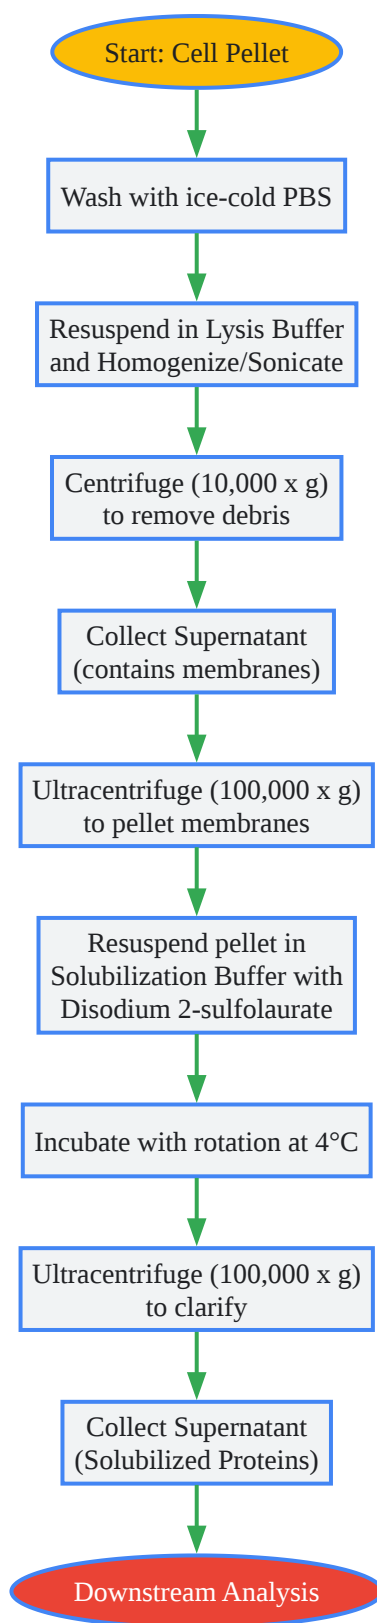 Start: Cell Pellet
Wash with ice-cold PBS
Resuspend in Lysis Buffer
and Homogenize/Sonicate
Centrifuge (10,000 x g)
to remove debris
Collect Supernatant
(contains membranes)
Ultracentrifuge (100,000 x g)
to pellet membranes
Resuspend pellet in
Solubilization Buffer with
Disodium 2-sulfolaurate
Incubate with rotation at 4°C
Ultracentrifuge (100,000 x g)
to clarify
Collect Supernatant
(Solubilized Proteins)
Downstream Analysis